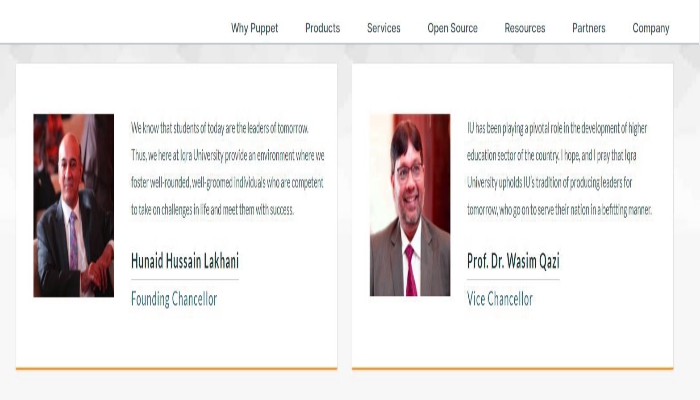 Why Puppet Products Services Open Source Resources Partners Company
We know that students of today are the leaders of tomorrow.
Thus, we here at Iqra University provide an environment where we
foster well-rounded, well-groomed individuals who are competent
to take on challenges in life and meet them with success.
Hunaid Hussain Lakhani
Founding Chancellor
IU has been playing a pivotal role in the development of higher
education sector of the country. I hope, and I pray that Iqra
University upholds IU's tradition of producing leaders for
tomorrow, who go on to serve their nation in a befitting manner.
Prof. Dr. Wasim Qazi
Vice Chancellor